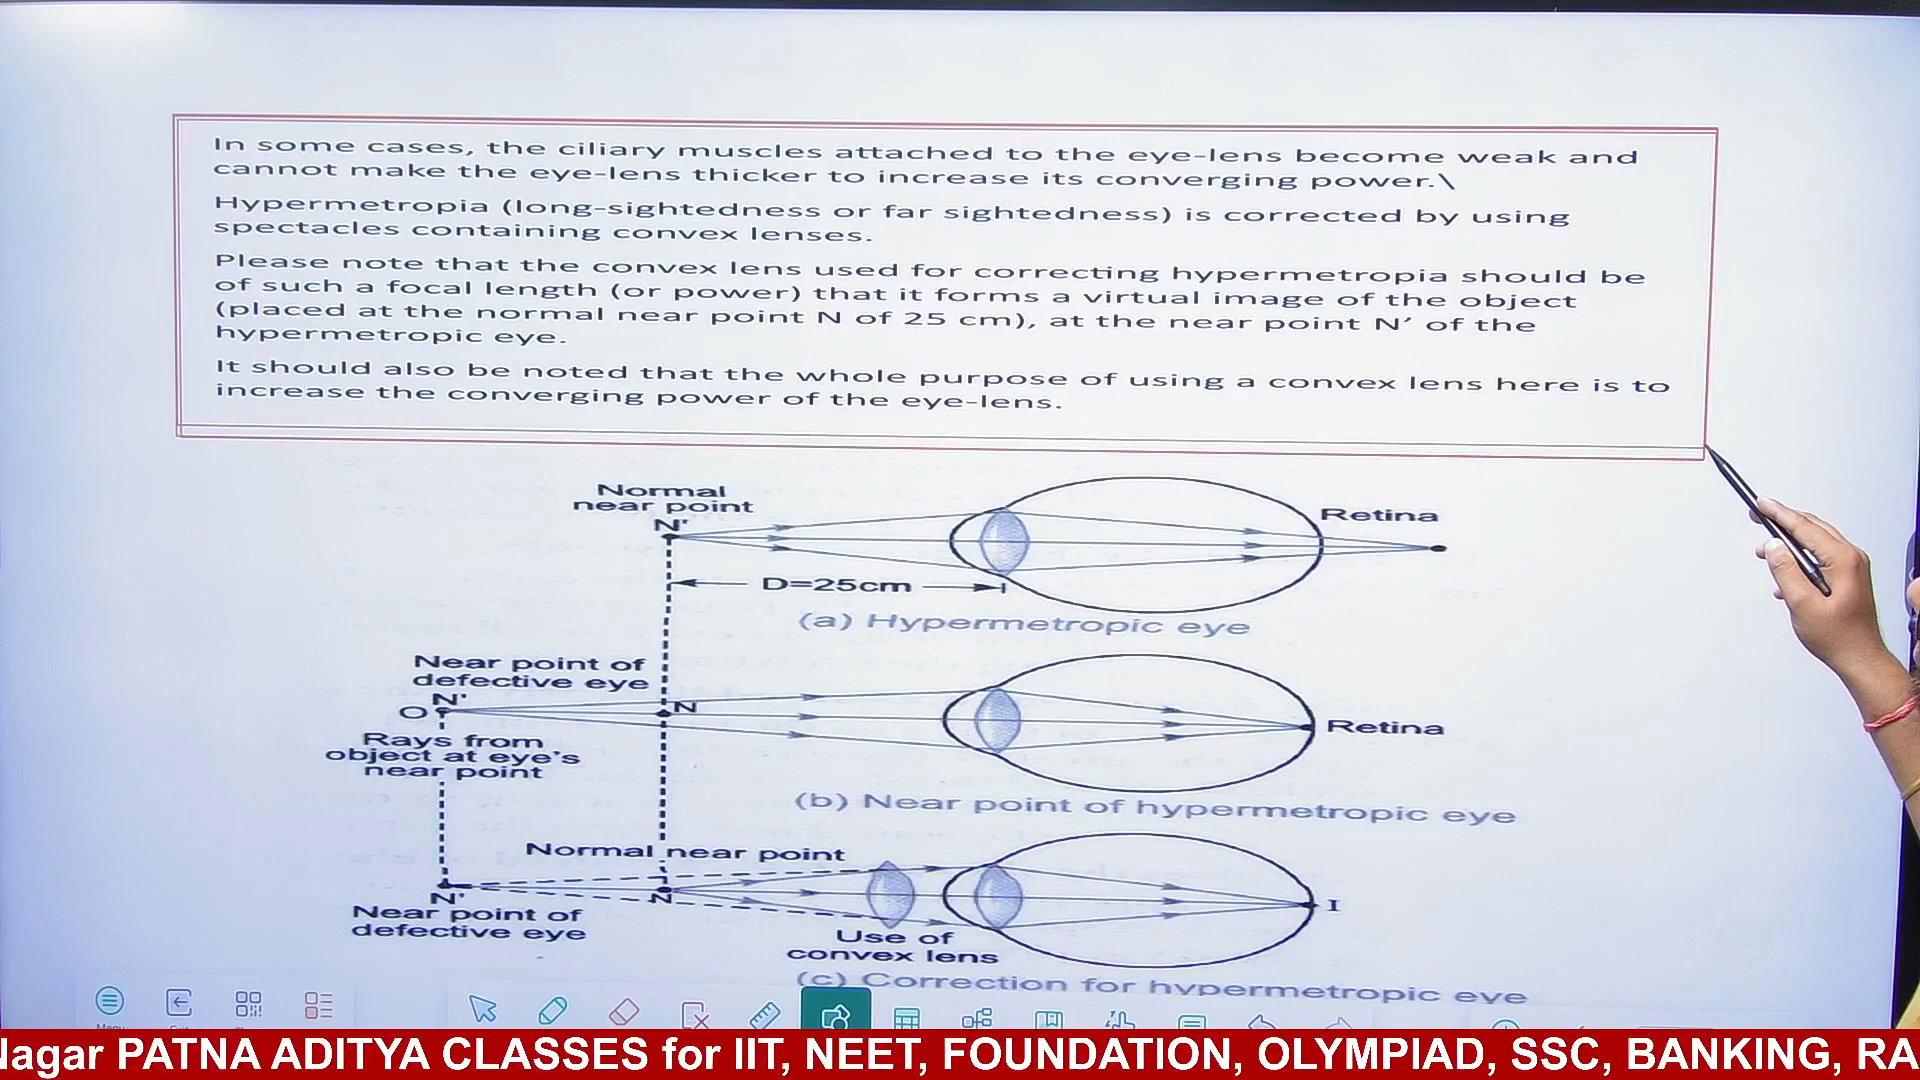 In some cases, the ciliary muscles attached to the eye-lens become weak and
cannot make the eye-lens thicker to increase its converging power.\
Hypermetropia (long-sightedness or far sightedness) is corrected by using
spectacles containing convex lenses.
Please note that the convex lens used for correcting hypermetropia should be
of such a focal length (or power) that it forms a virtual image of the object
(placed at the normal near point N of 25 cm), at the near point N’ of the
hypermetropic eye.
It should also be noted that the whole purpose of using a convex lens here is to
increase the converging power of the eye-lens.
Normal
near point
N'
Retina
D=25cm
(a) Hypermetropic eye
Near point of
defective eye
N'
O
N
Rays from
object at eye's
near point
Retina
(b) Near point of hypermetropic eye
Normal near point
N'
N
I
Near point of
defective eye
Use of
convex lens
(c) Correction for hypermetropic eye
Nagar PATNA ADITYA CLASSES for IIT, NEET, FOUNDATION, OLYMPIAD, SSC, BANKING, RA